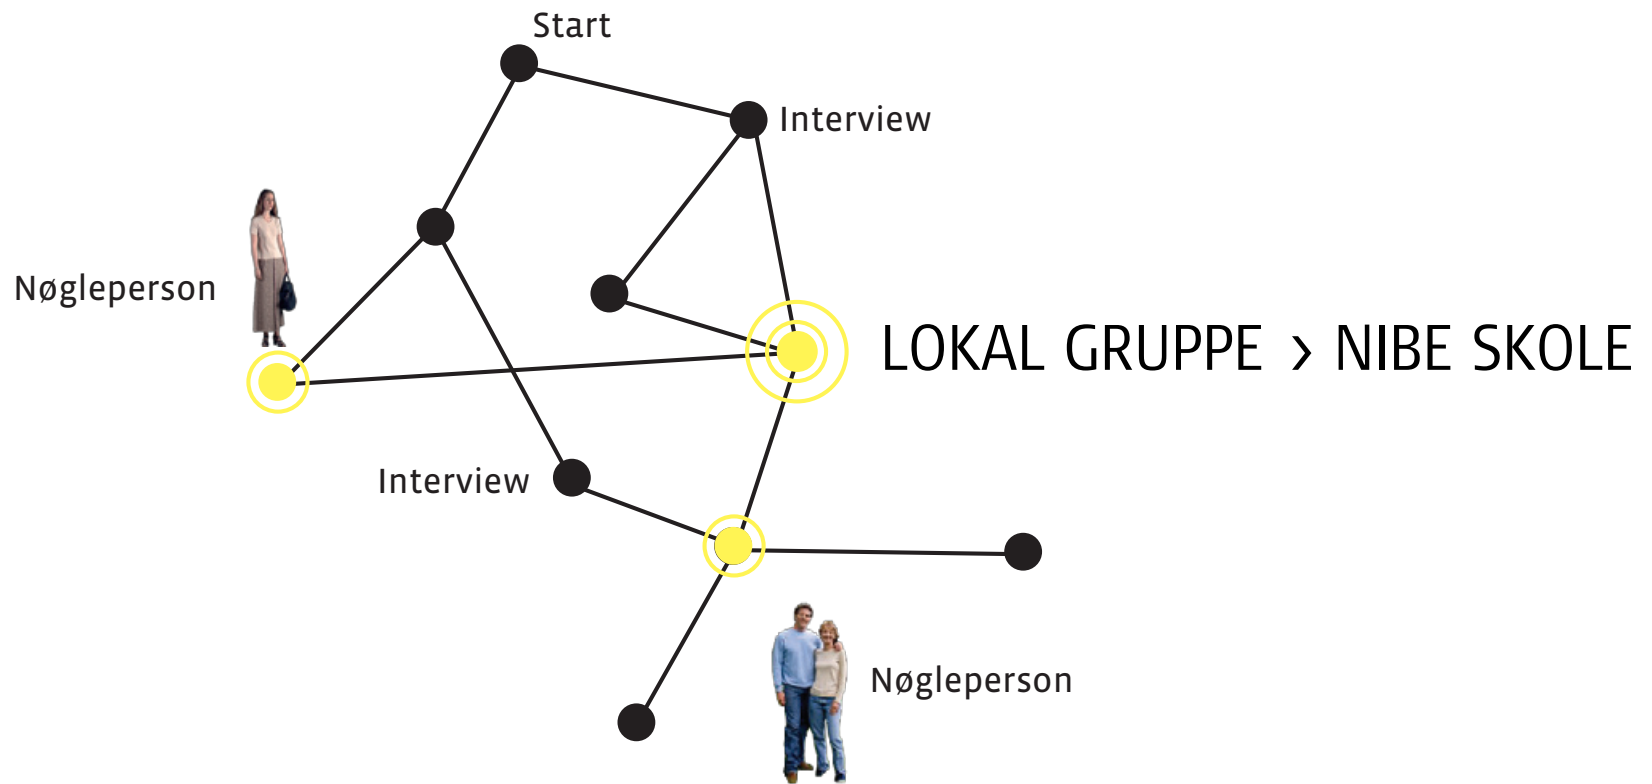 Start
Interview
Nøgleperson
LOKAL GRUPPE › NIBE SKOLE
Interview
Nøgleperson